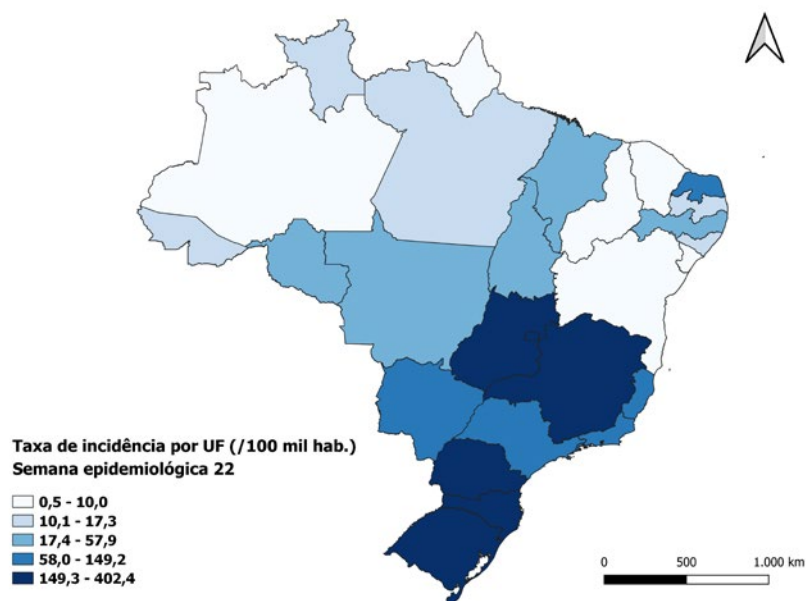 Taxa de incidência por UF (/100 mil hab.)
Semana epidemiológica 22
0,5 - 10,0
10,1 - 17,3
17,4 - 57,9
58,0 - 149,2
149,3 - 402,4
0 500 1.000 km